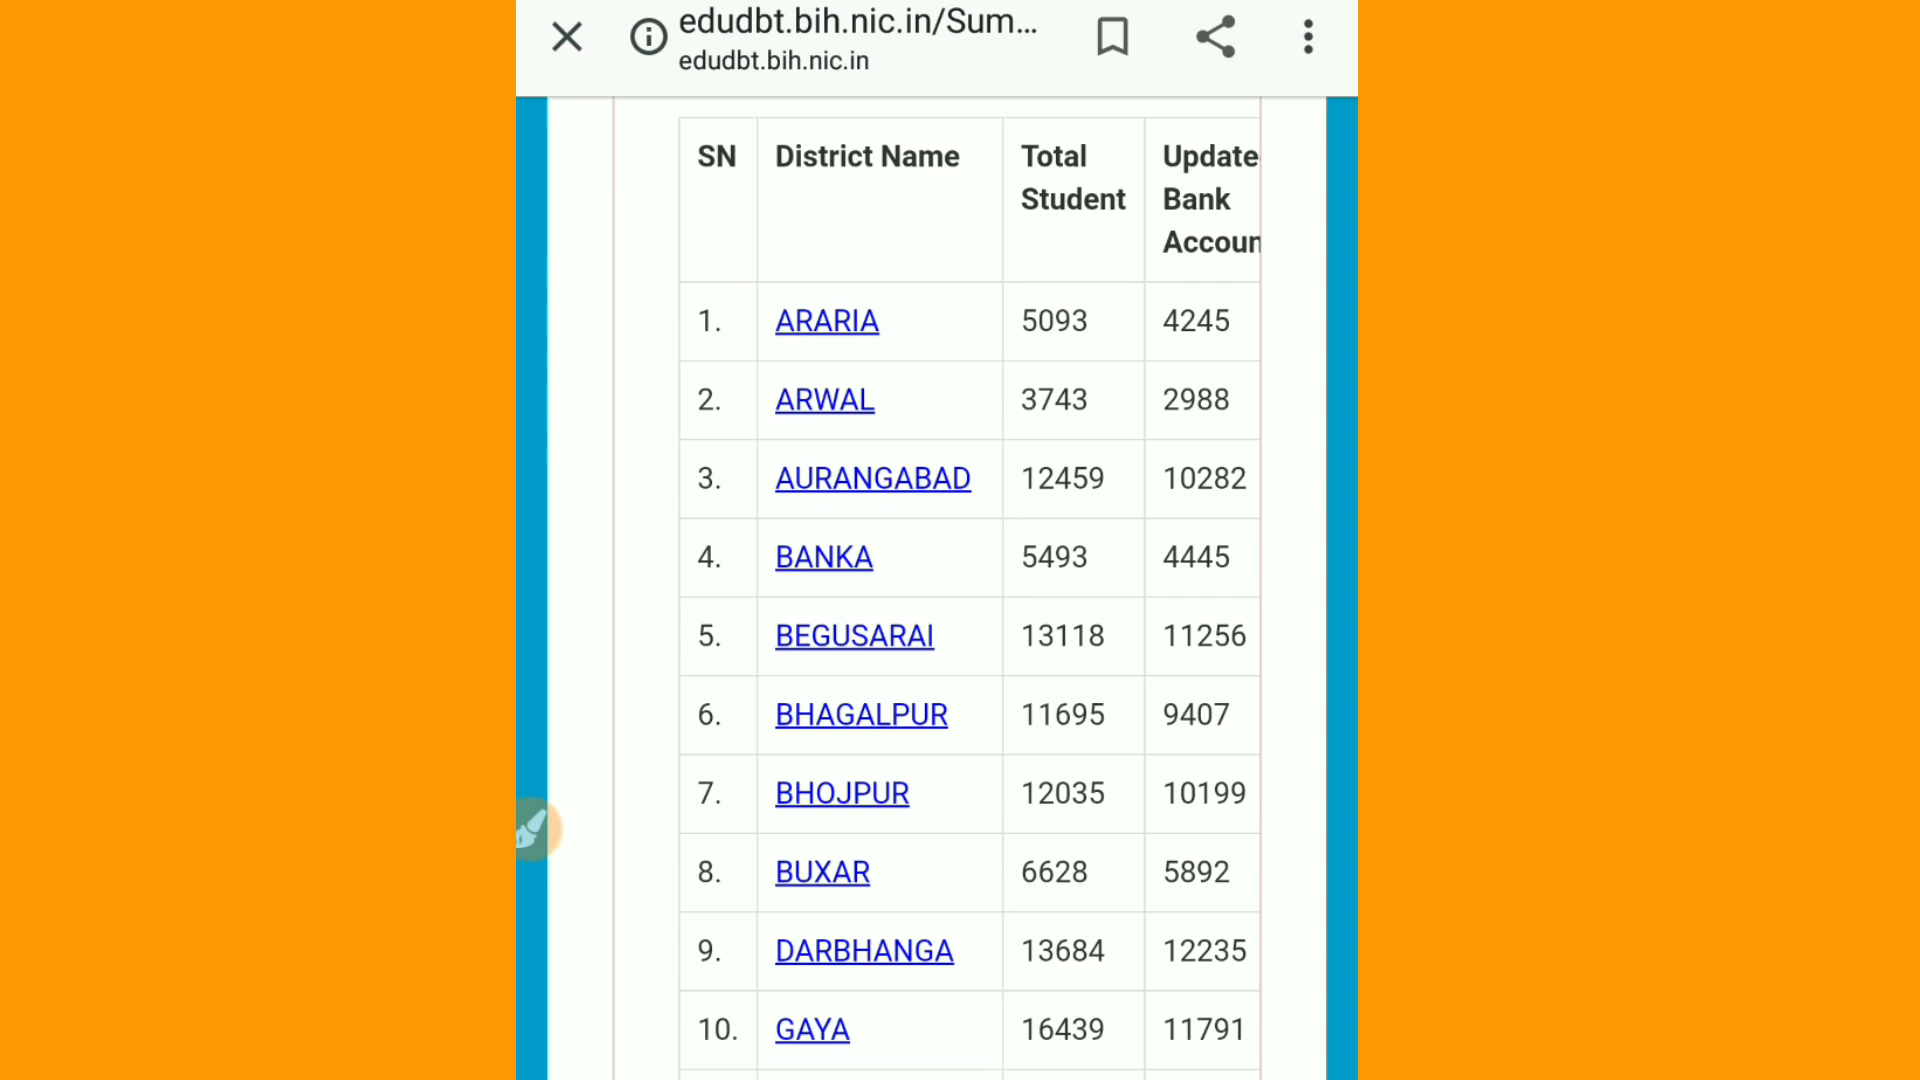 edudbt.bih.nic.in/Sum...
edudbt.bih.nic.in
SN District Name Total Student Update Bank Accoun
1. ARARIA 5093 4245
2. ARWAL 3743 2988
3. AURANGABAD 12459 10282
4. BANKA 5493 4445
5. BEGUSARAI 13118 11256
6. BHAGALPUR 11695 9407
7. BHOJPUR 12035 10199
8. BUXAR 6628 5892
9. DARBHANGA 13684 12235
10. GAYA 16439 11791